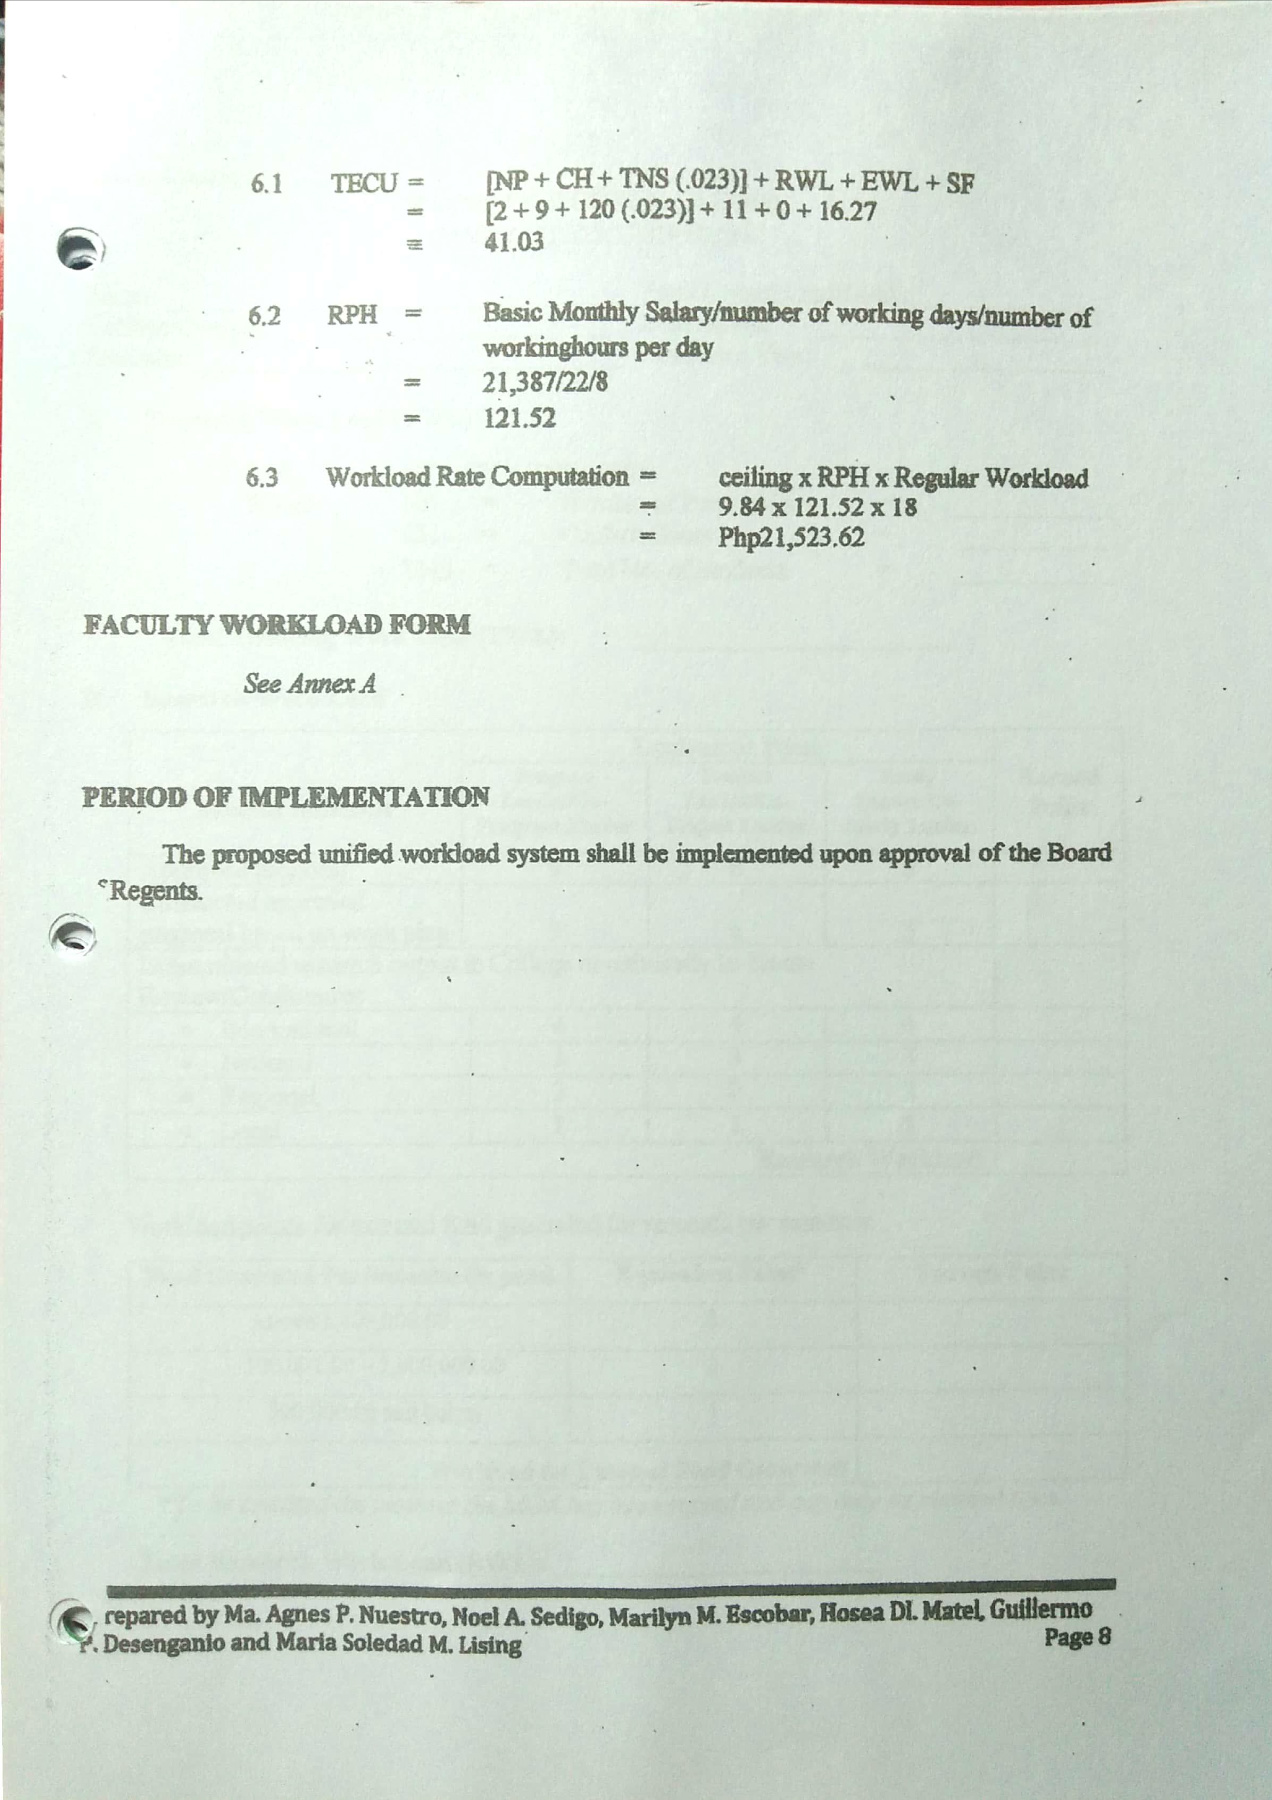 6.1 TECU = [NP + CH + TNS (.023)] + RWL + EWL + SF
= [2 + 9 + 120 (.023)] + 11 + 0 + 16.27
= 41.03
6.2 RPH = Basic Monthly Salary/number of working days/number of
workinghours per day
= 21,387/22/8
= 121.52
6.3 Workload Rate Computation = ceiling x RPH x Regular Workload
= 9.84 x 121.52 x 18
= Php21,523.62
FACULTY WORKLOAD FORM
See Annex A
PERIOD OF IMPLEMENTATION
The proposed unified workload system shall be implemented upon approval of the Board
Regents.
repared by Ma. Agnes P. Nuestro, Noel A. Sedigo, Marilyn M. Escobar, Hosea Dl. Matel, Guillermo
P. Desenganio and Maria Soledad M. Lising
Page 8